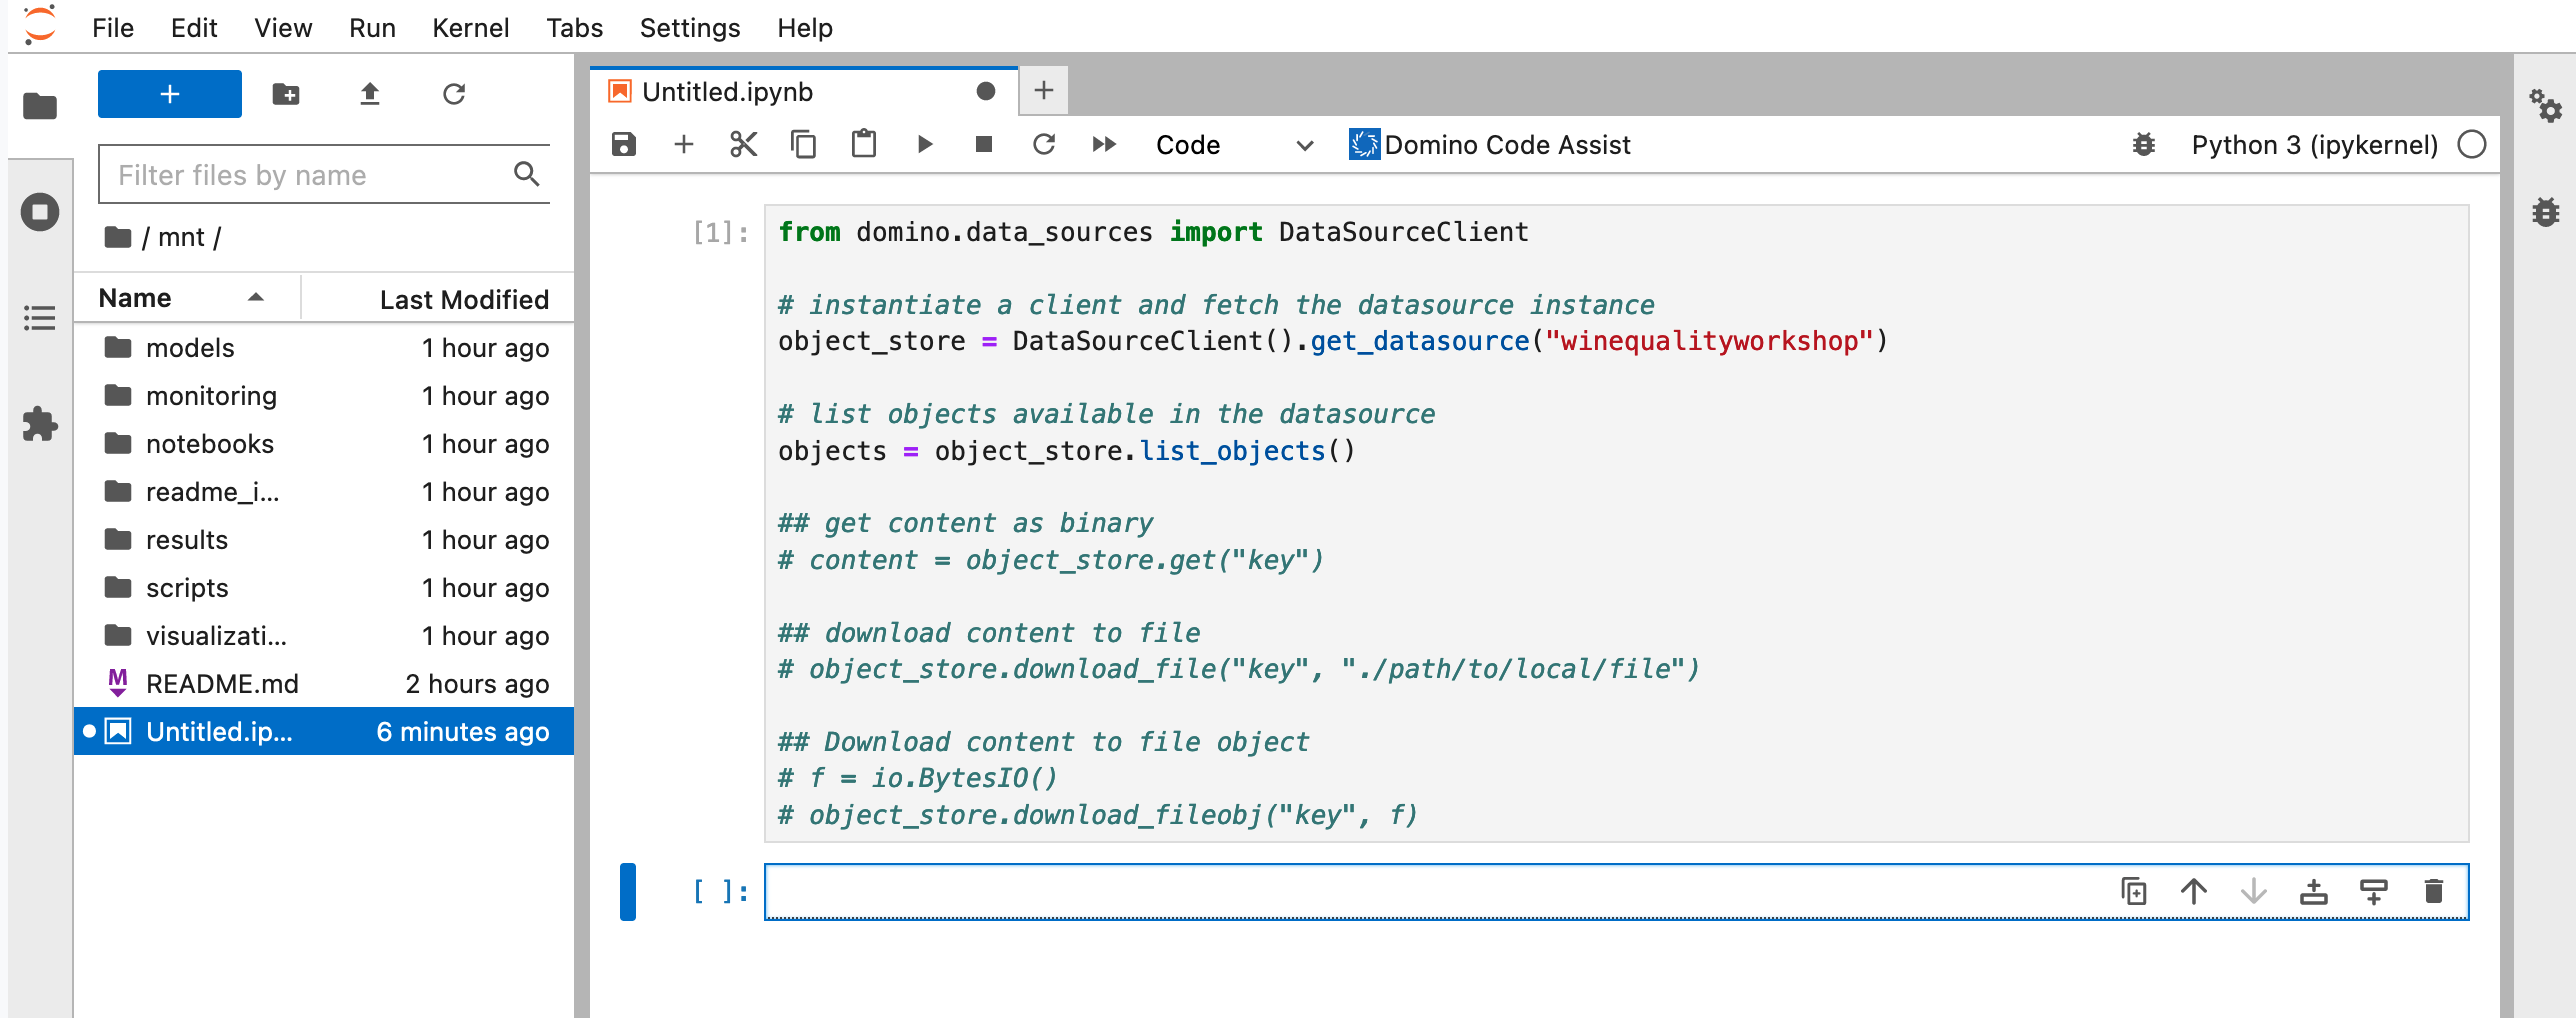 File Edit View Run Kernel Tabs Settings Help
+
Filter files by name
/ mnt /
Name Last Modified
models 1 hour ago
monitoring 1 hour ago
notebooks 1 hour ago
readme_i... 1 hour ago
results 1 hour ago
scripts 1 hour ago
visualizati... 1 hour ago
README.md 2 hours ago
Untitled.ip... 6 minutes ago
Untitled.ipynb
Code Domino Code Assist Python 3 (ipykernel)
[1]: from domino.data_sources import DataSourceClient
# instantiate a client and fetch the datasource instance
object_store = DataSourceClient().get_datasource("winequalityworkshop")
# list objects available in the datasource
objects = object_store.list_objects()
## get content as binary
# content = object_store.get("key")
## download content to file
# object_store.download_file("key", "./path/to/local/file")
## Download content to file object
# f = io.BytesIO()
# object_store.download_fileobj("key", f)
[ ]: